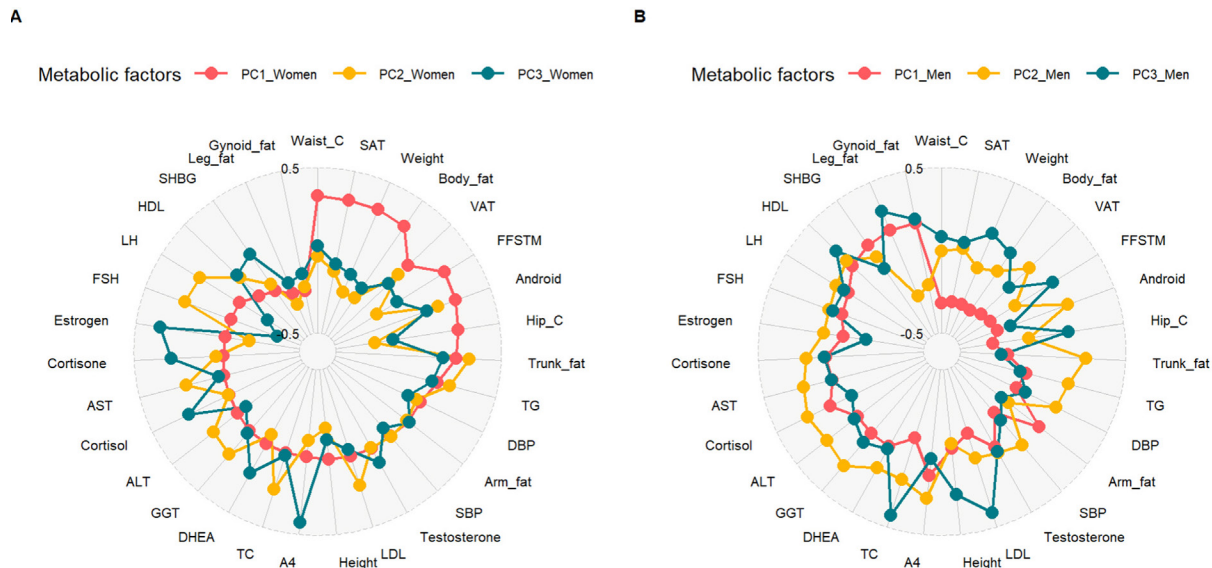 A
Metabolic factors PC1_Women PC2_Women PC3_Women
Waist_C
SAT
Weight
Body_fat
VAT
FFSTM
Android
Hip_C
Trunk_fat
TG
DBP
Arm_fat
SBP
Testosterone
LDL
Height
A4
TC
DHEA
GGT
ALT
Cortisol
AST
Cortisone
Estrogen
FSH
LH
HDL
SHBG
Leg_fat
Gynoid_fat
0.5
-0.5
B
Metabolic factors PC1_Men PC2_Men PC3_Men
Waist_C
SAT
Weight
Body_fat
VAT
FFSTM
Android
Hip_C
Trunk_fat
TG
DBP
Arm_fat
SBP
Testosterone
LDL
Height
A4
TC
DHEA
GGT
ALT
Cortisol
AST
Cortisone
Estrogen
FSH
LH
HDL
SHBG
Leg_fat
Gynoid_fat
0.5
-0.5